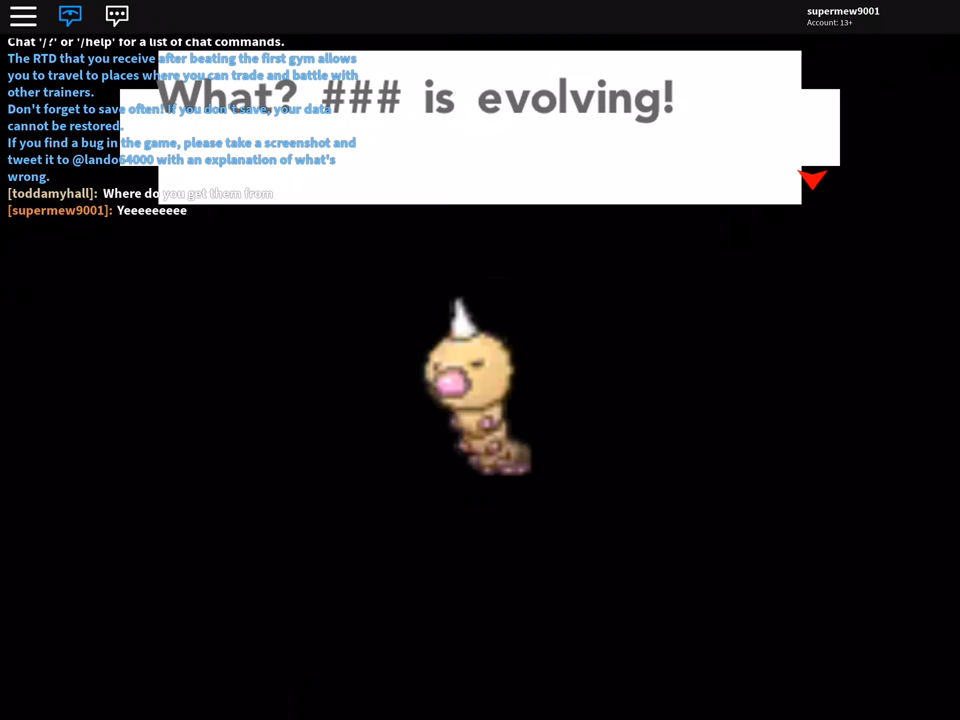 supermew9001
Account: 13+
Chat '/?' or '/help' for a list of chat commands.
The RTD that you receive after beating the first gym allows
you to travel to places where you can trade and battle with
other trainers.
Don't forget to save often! If you don't save, your data
cannot be restored.
If you find a bug in the game, please take a screenshot and
tweet it to @lando64000 with an explanation of what's
wrong.
[toddamyhall]: Where do you get them from
[supermew9001]: Yeeeeeeeee
What? ### is evolving!